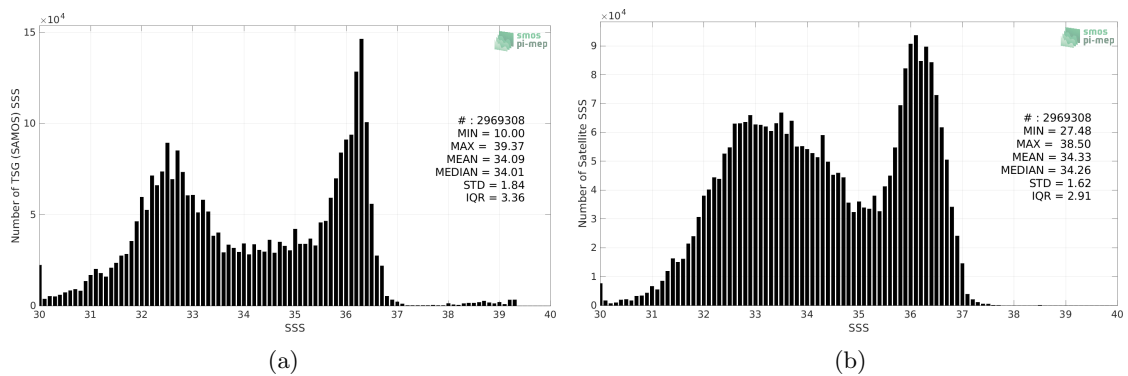 ×10⁴
15
10
5
0
30 31 32 33 34 35 36 37 38 39 40
SSS
Number of TSG (SAMOS) SSS
smos
pi-mep
# : 2969308
MIN = 10.00
MAX = 39.37
MEAN = 34.09
MEDIAN = 34.01
STD = 1.84
IQR = 3.36
(a)
×10⁴
9
8
7
6
5
4
3
2
1
0
30 31 32 33 34 35 36 37 38 39 40
SSS
Number of Satellite SSS
smos
pi-mep
# : 2969308
MIN = 27.48
MAX = 38.50
MEAN = 34.33
MEDIAN = 34.26
STD = 1.62
IQR = 2.91
(b)